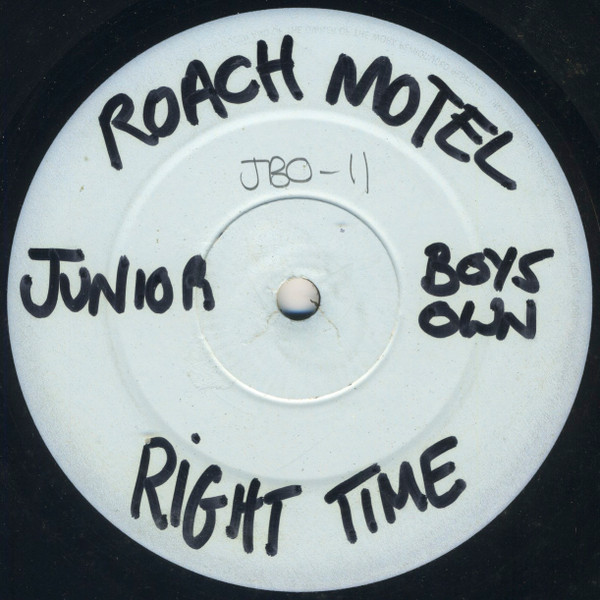 ROACH MOTEL
JBO-11
JUNIOR
BOYS
OWN
RIGHT TIME